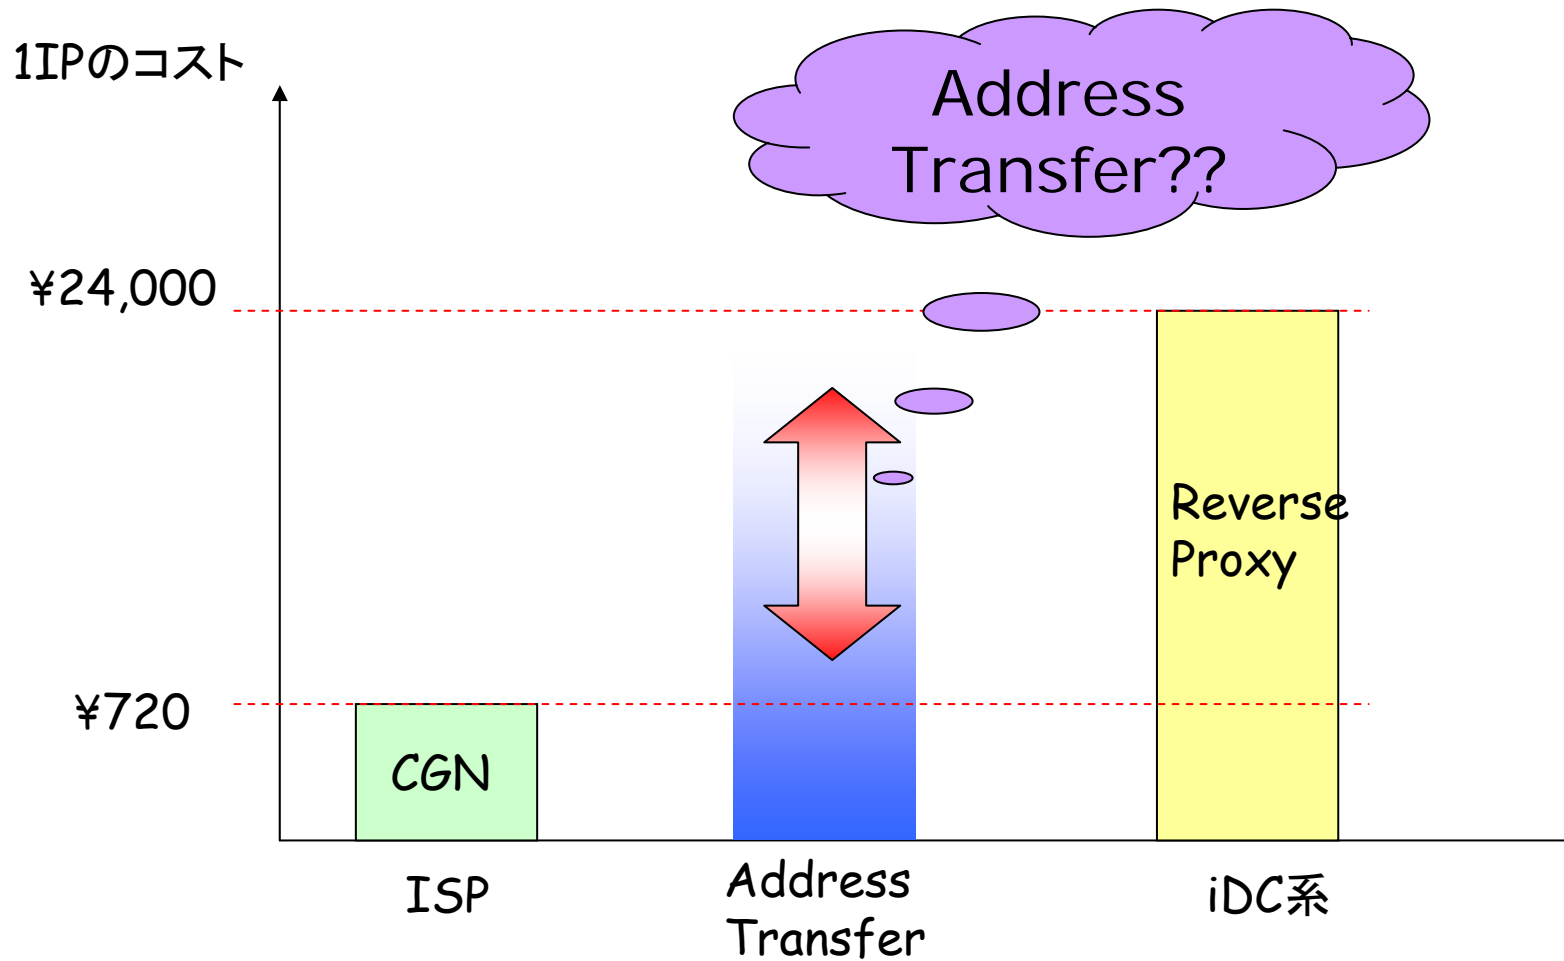 1IPのコスト
Address
Transfer??
¥24,000
Reverse
Proxy
¥720
CGN
ISP
Address
Transfer
iDC系